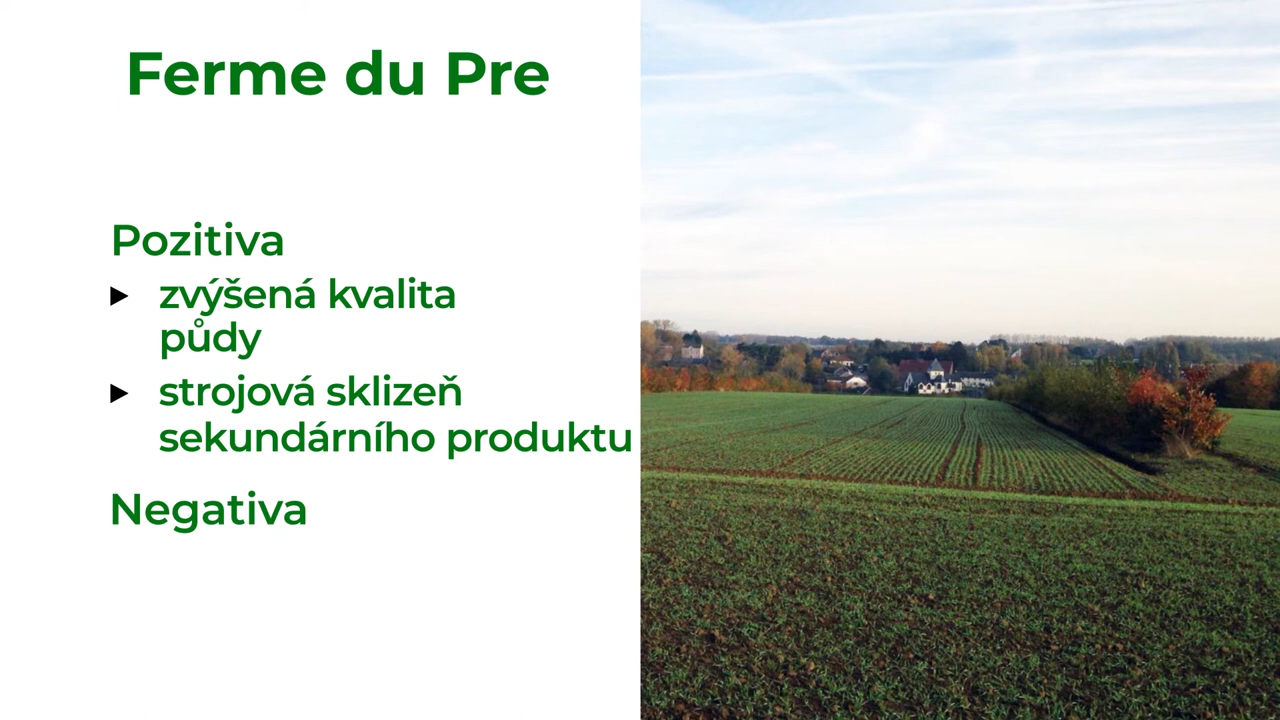 Ferme du Pre
Pozitiva
zvýšená kvalita
půdy
strojová sklizeň
sekundárního produktu
Negativa